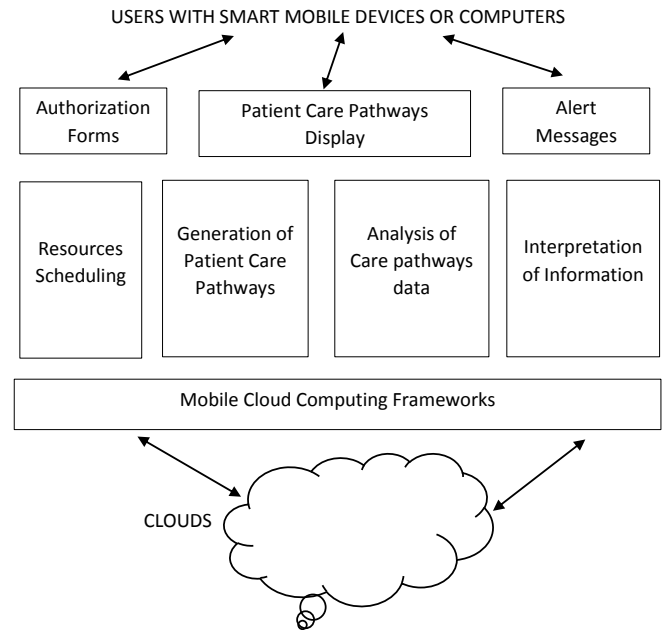 USERS WITH SMART MOBILE DEVICES OR COMPUTERS
Authorization
Forms
Patient Care Pathways
Display
Alert
Messages
Resources
Scheduling
Generation of
Patient Care
Pathways
Analysis of
Care pathways
data
Interpretation
of Information
Mobile Cloud Computing Frameworks
CLOUDS